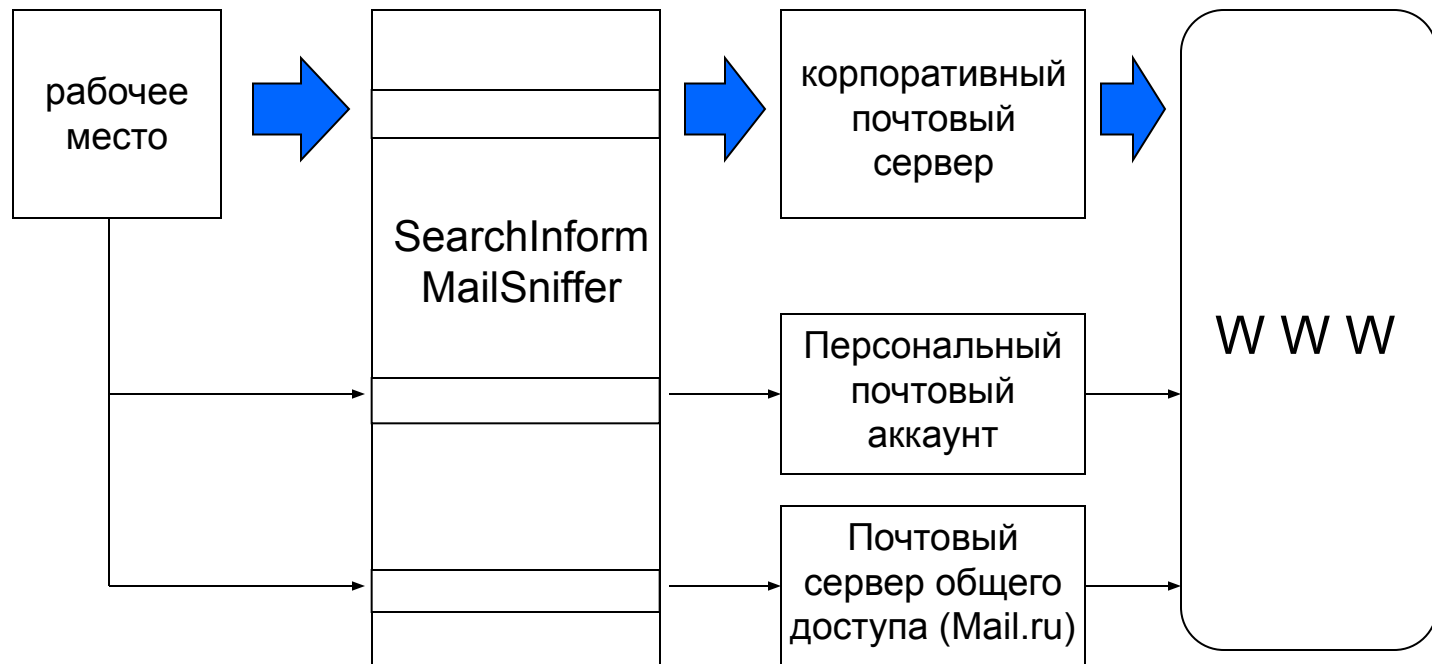 рабочее
место
SearchInform
MailSniffer
корпоративный
почтовый
сервер
Персональный
почтовый
аккаунт
Почтовый
сервер общего
доступа (Mail.ru)
W W W